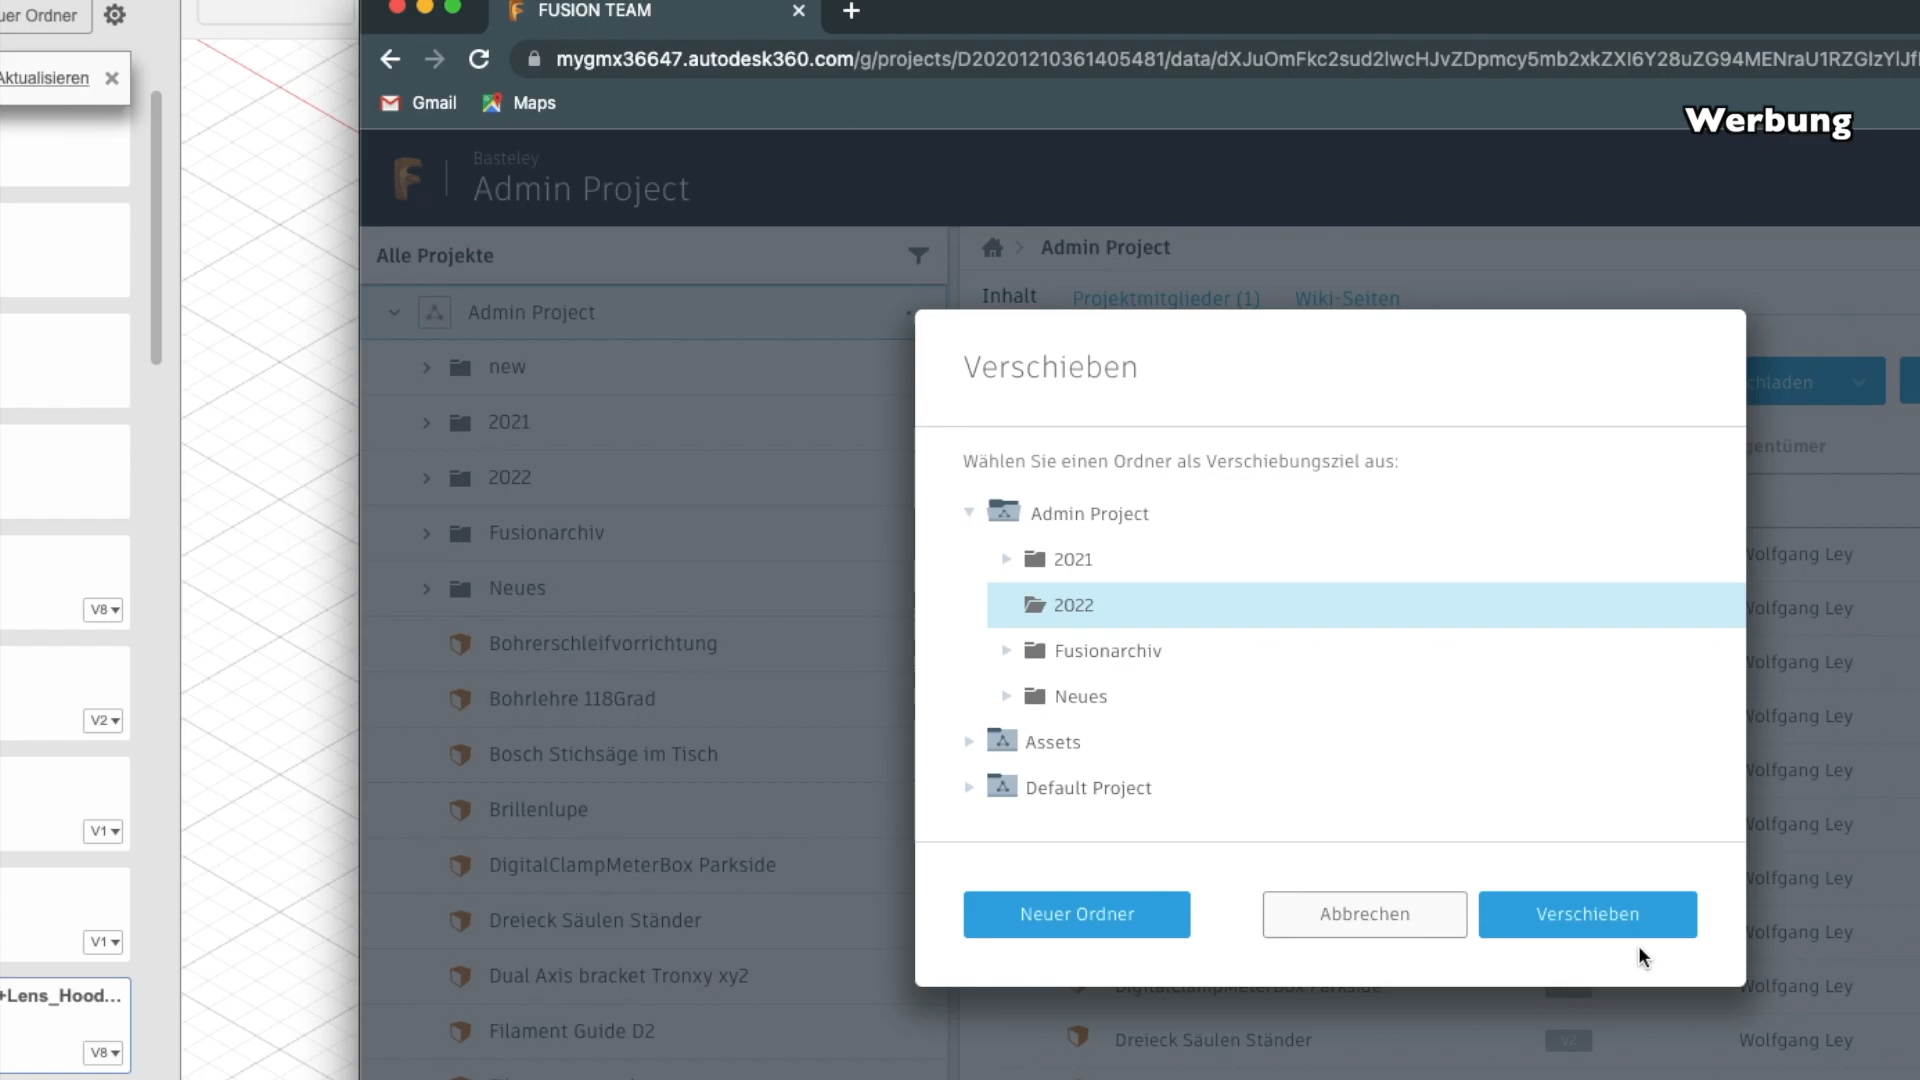 uer Ordner
Aktualisieren
V8
V2
V1
V1
+Lens_Hood...
V8
FUSION TEAM
mygmx36647.autodesk360.com/g/projects/D20201210361405481/data/
Gmail
Maps
Werbung
Basteley
Admin Project
Alle Projekte
Admin Project
new
2021
2022
Fusionarchiv
Neues
Bohrerschleifvorrichtung
Bohrlehre 118Grad
Bosch Stichsäge im Tisch
Brillenlupe
DigitalClampMeterBox Parkside
Dreieck Säulen Ständer
Dual Axis bracket Tronxy xy2
Filament Guide D2
Admin Project
Inhalt
Projektmitglieder (1)
Wiki-Seiten
chladen
gentümer
Verschieben
Wählen Sie einen Ordner als Verschiebungsziel aus:
Admin Project
2021
2022
Fusionarchiv
Neues
Assets
Default Project
Neuer Ordner
Abbrechen
Verschieben
Wolfgang Ley
Wolfgang Ley
Wolfgang Ley
Wolfgang Ley
Wolfgang Ley
Wolfgang Ley
Wolfgang Ley
Wolfgang Ley
DigitalClampMeterBox Parkside
Wolfgang Ley
Dreieck Säulen Ständer
V2
Wolfgang Ley